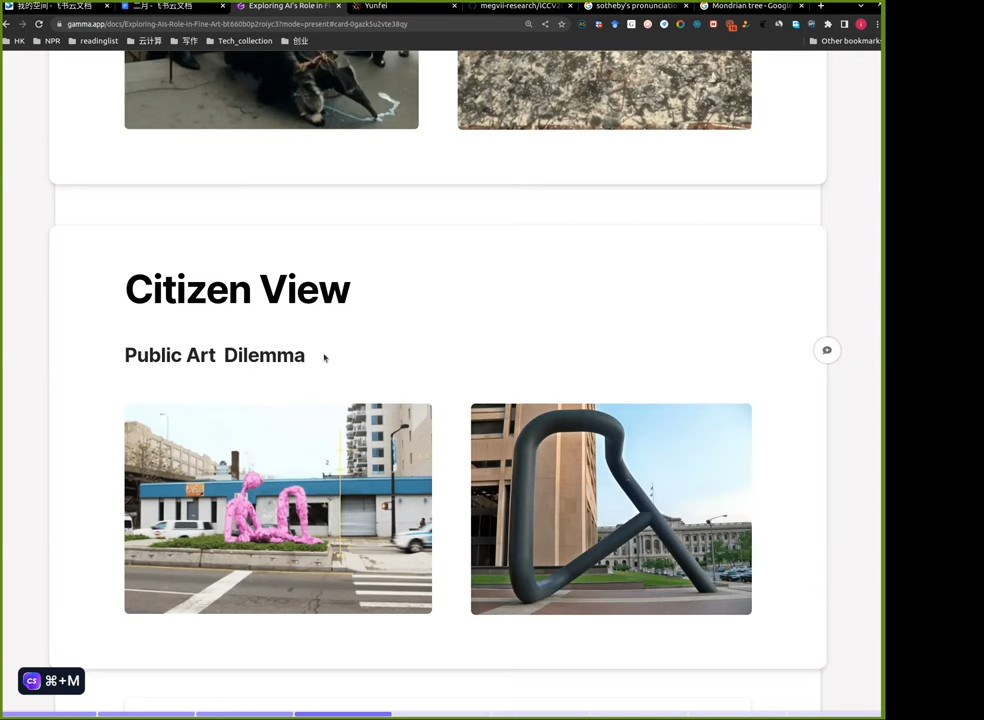 我的空间 - 飞书云文档
二月 - 飞书云文档
Exploring AI's Role in F
Yunfei
megvii-research/ICCV2
sotheby's pronunciatio
Mondrian tree - Google
gamma.app/docs/Exploring-AIs-Role-in-Fine-Art-bt660b0p2roiyc3?mode=present#card-0gazk5u2vte38qy
HK
NPR
readinglist
云计算
写作
Tech_collection
创业
Other bookmarks
Citizen View
Public Art Dilemma
CS ⌘+M